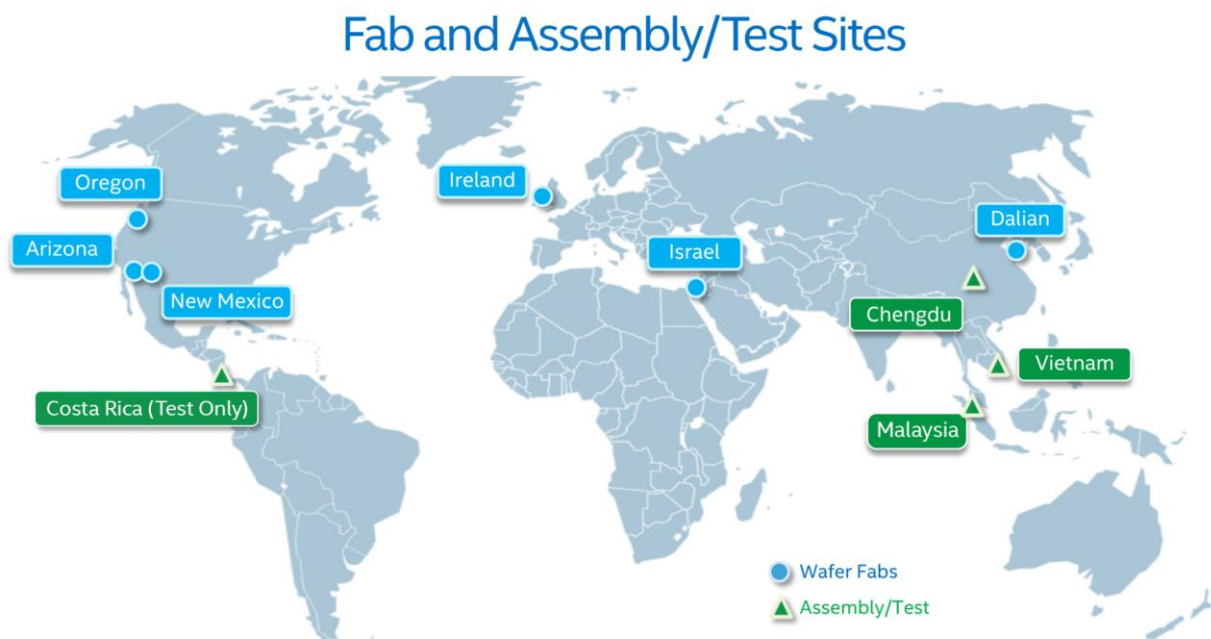 Fab and Assembly/Test Sites
Oregon
Ireland
Dalian
Arizona
Israel
New Mexico
Chengdu
Vietnam
Costa Rica (Test Only)
Malaysia
Wafer Fabs
Assembly/Test